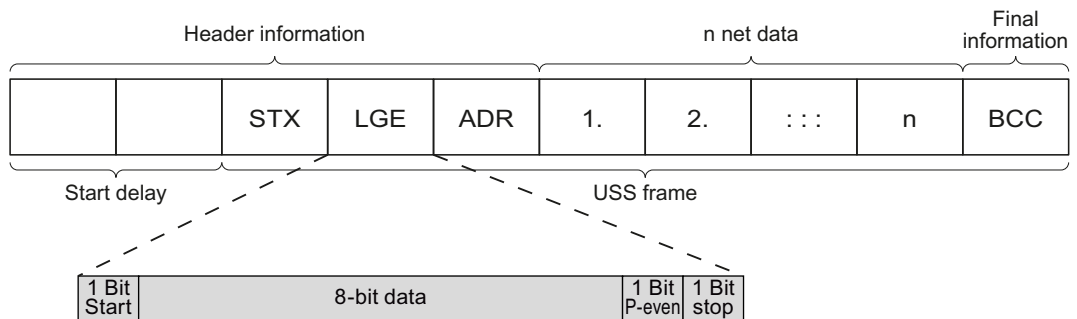 Header information
n net data
Final
information
STX LGE ADR 1. 2. : : : n BCC
Start delay
USS frame
1 Bit
Start
8-bit data
1 Bit
P-even
1 Bit
stop